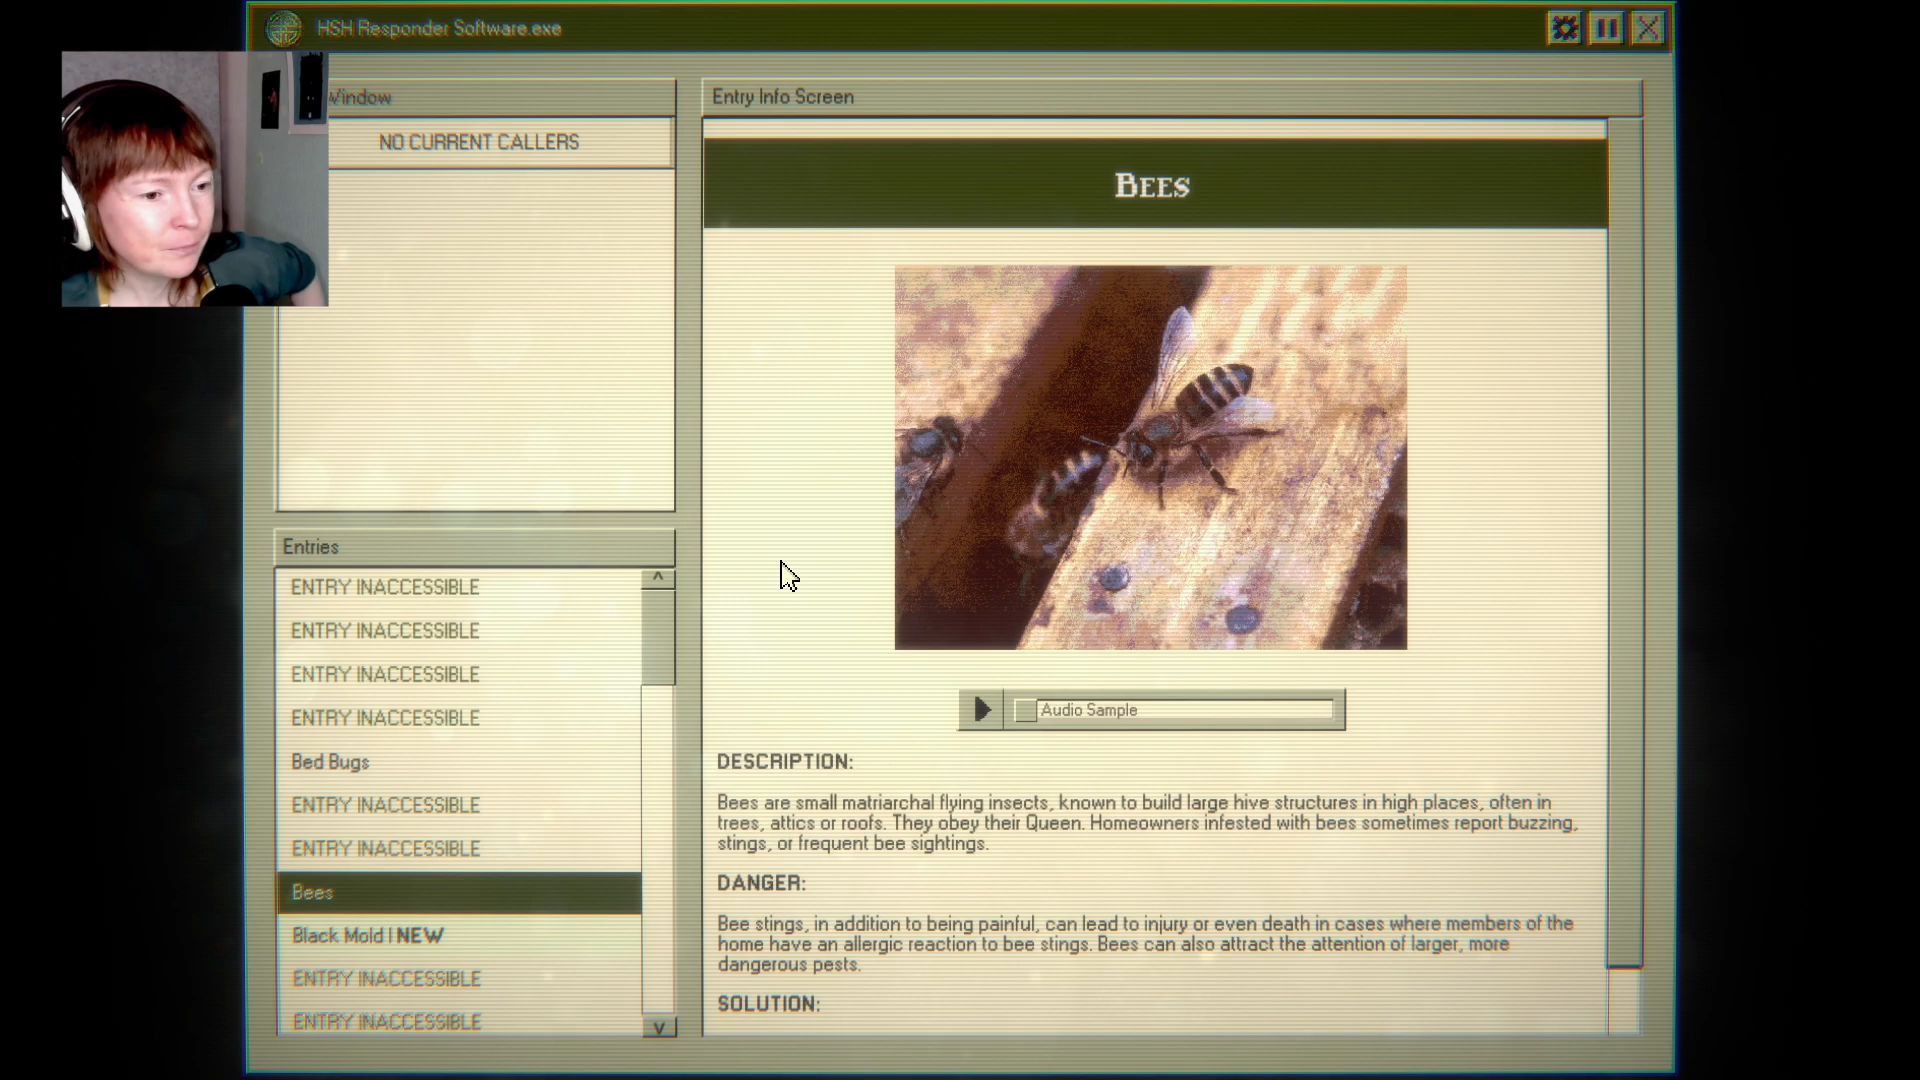 HSH Responder Software.exe
Window
NO CURRENT CALLERS
Entries
ENTRY INACCESSIBLE
ENTRY INACCESSIBLE
ENTRY INACCESSIBLE
ENTRY INACCESSIBLE
Bed Bugs
ENTRY INACCESSIBLE
ENTRY INACCESSIBLE
Bees
Black Mold | NEW
ENTRY INACCESSIBLE
ENTRY INACCESSIBLE
Entry Info Screen
BEES
Audio Sample
DESCRIPTION:
Bees are small matriarchal flying insects, known to build large hive structures in high places, often in
trees, attics or roofs. They obey their Queen. Homeowners infested with bees sometimes report buzzing,
stings, or frequent bee sightings.
DANGER:
Bee stings, in addition to being painful, can lead to injury or even death in cases where members of the
home have an allergic reaction to bee stings. Bees can also attract the attention of larger, more
dangerous pests.
SOLUTION: